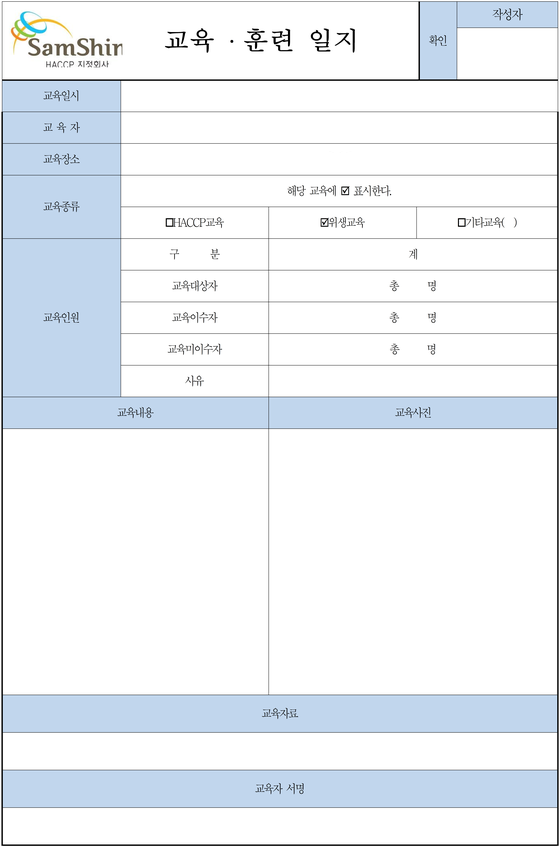 SamShin
HACCP 지정회사
교육 · 훈련 일지
확인
작성자
교육일시
교 육 자
교육장소
교육종류
해당 교육에 ☑ 표시한다.
☐HACCP교육
☑위생교육
☐기타교육( )
교육인원
구 분
계
교육대상자
총 명
교육이수자
총 명
교육미이수자
총 명
사유
교육내용
교육사진
교육자료
교육자 서명